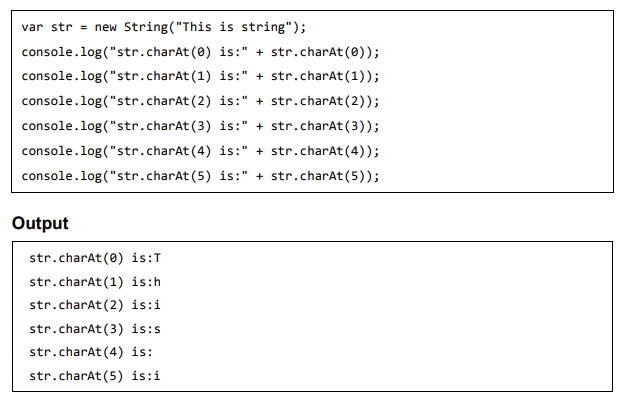 var str = new String("This is string");
console.log("str.charAt(0) is:" + str.charAt(0));
console.log("str.charAt(1) is:" + str.charAt(1));
console.log("str.charAt(2) is:" + str.charAt(2));
console.log("str.charAt(3) is:" + str.charAt(3));
console.log("str.charAt(4) is:" + str.charAt(4));
console.log("str.charAt(5) is:" + str.charAt(5));
Output
str.charAt(0) is:T
str.charAt(1) is:h
str.charAt(2) is:i
str.charAt(3) is:s
str.charAt(4) is:
str.charAt(5) is:i